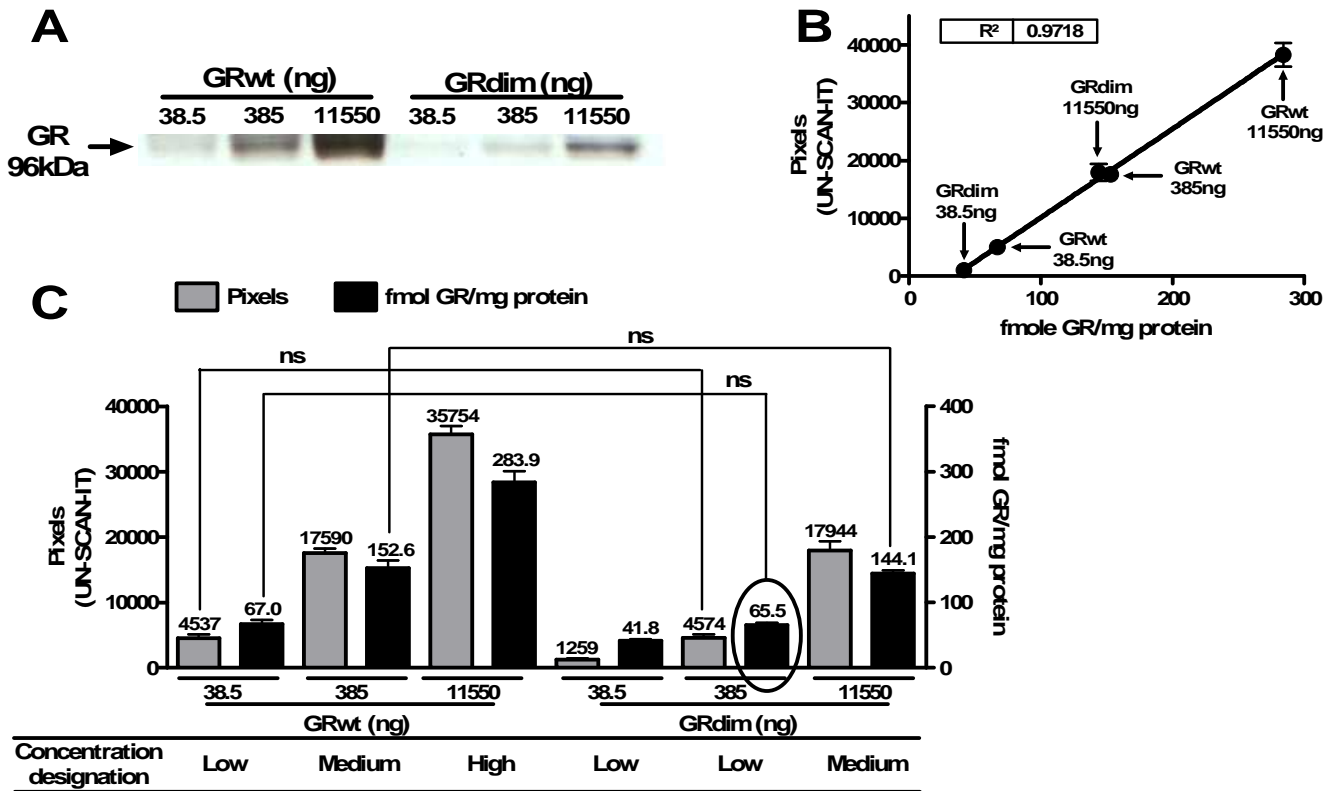 A
GRwt (ng)
GRdim (ng)
38.5 385 11550 38.5 385 11550
GR
96kDa
B
R² 0.9718
Pixels
(UN-SCAN-IT)
40000
30000
20000
10000
0
GRdim
11550ng
GRwt
11550ng
GRdim
38.5ng
GRwt
385ng
GRwt
38.5ng
0 100 200 300
fmole GR/mg protein
C
Pixels
fmol GR/mg protein
ns
ns
ns
Pixels
(UN-SCAN-IT)
40000
30000
20000
10000
0
4537
67.0
17590
152.6
35754
283.9
1259
41.8
4574
65.5
17944
144.1
400
300
200
100
0
fmol GR/mg protein
38.5 385 11550 38.5 385 11550
GRwt (ng) GRdim (ng)
Concentration
designation
Low Medium High Low Low Medium